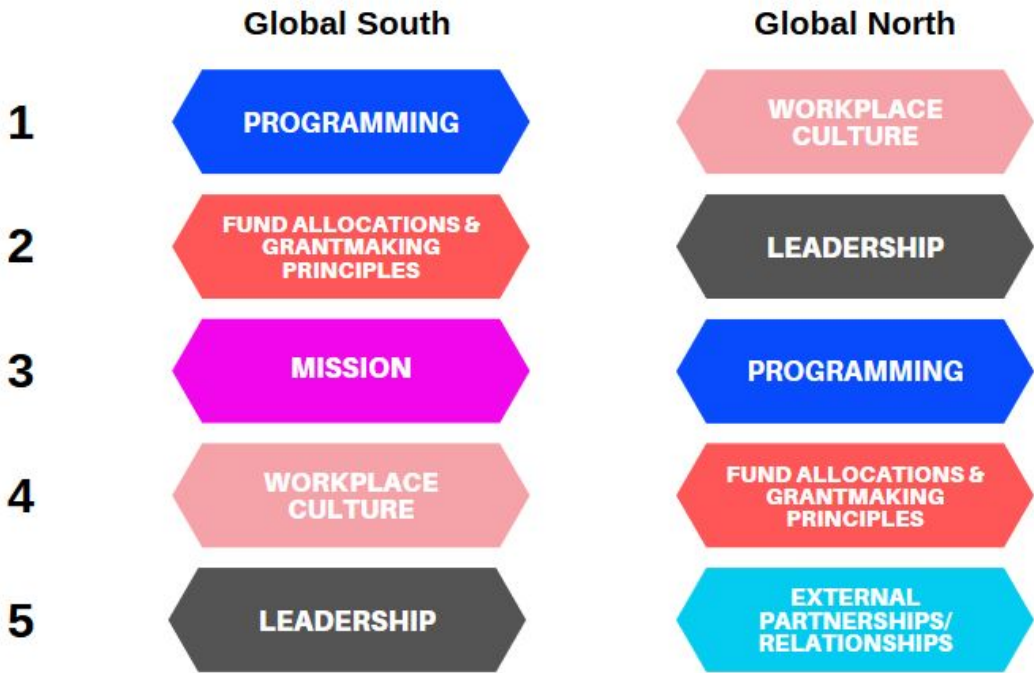 Global South Global North
1
PROGRAMMING
WORKPLACE
CULTURE
2
FUND ALLOCATIONS &
GRANTMAKING
PRINCIPLES
LEADERSHIP
3
MISSION
PROGRAMMING
4
WORKPLACE
CULTURE
FUND ALLOCATIONS &
GRANTMAKING
PRINCIPLES
5
LEADERSHIP
EXTERNAL
PARTNERSHIPS/
RELATIONSHIPS